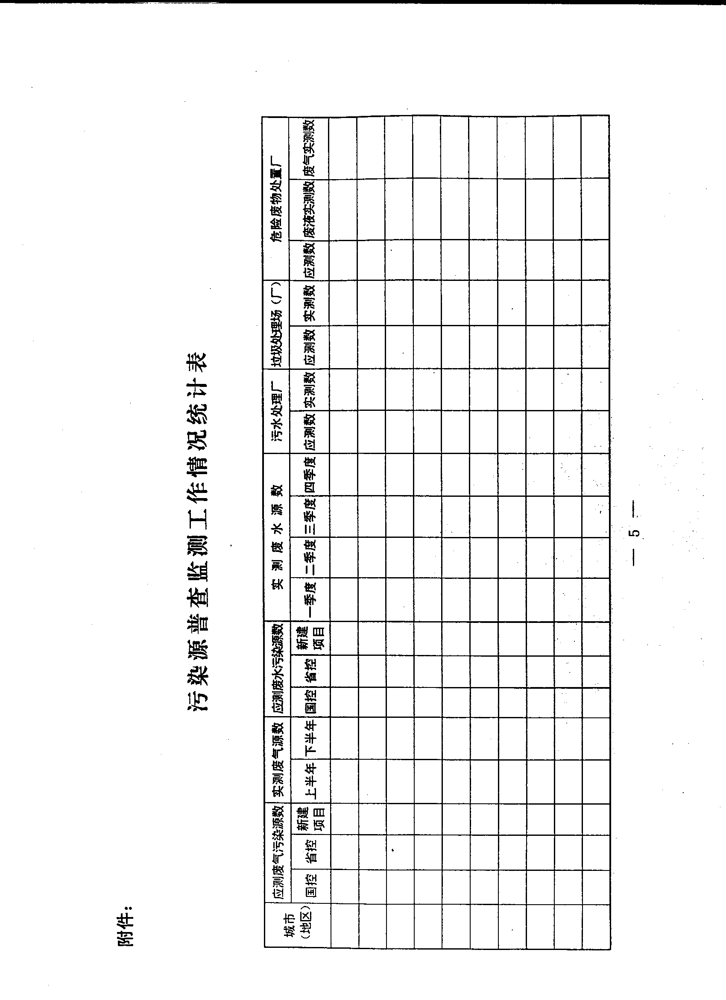 附件：
污染源普查监测工作情况统计表
城市
（地区）
应测废气污染源数
实测废气源数
应测废水污染源数
实测废水源数
污水处理厂
垃圾处理场（厂）
危险废物处置厂
国控
省控
新建
项目
上半年
下半年
国控
省控
新建
项目
一季度
二季度
三季度
四季度
应测数
实测数
应测数
实测数
应测数
废液实测数
废气实测数
— 5 —